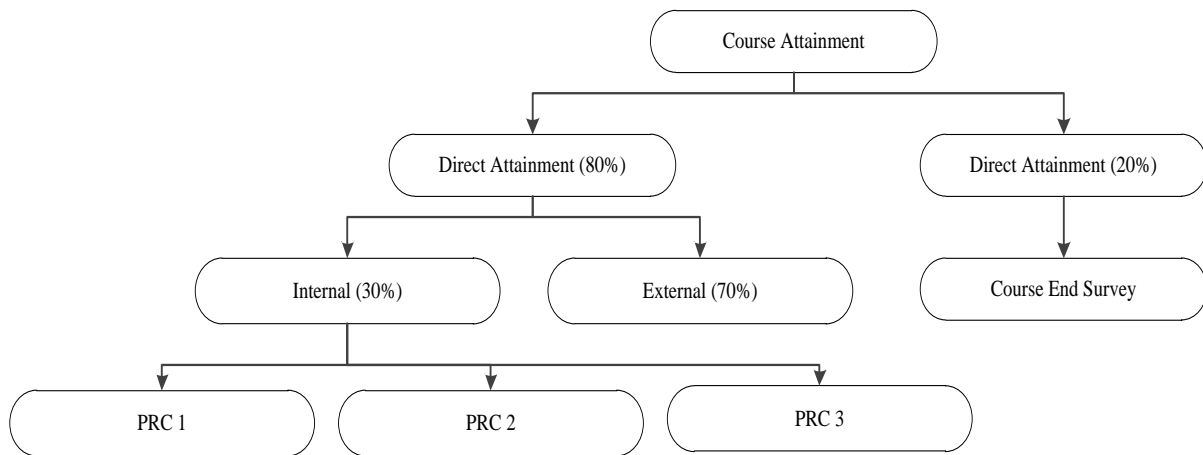 Course Attainment
Direct Attainment (80%)
Direct Attainment (20%)
Internal (30%)
External (70%)
Course End Survey
PRC 1
PRC 2
PRC 3